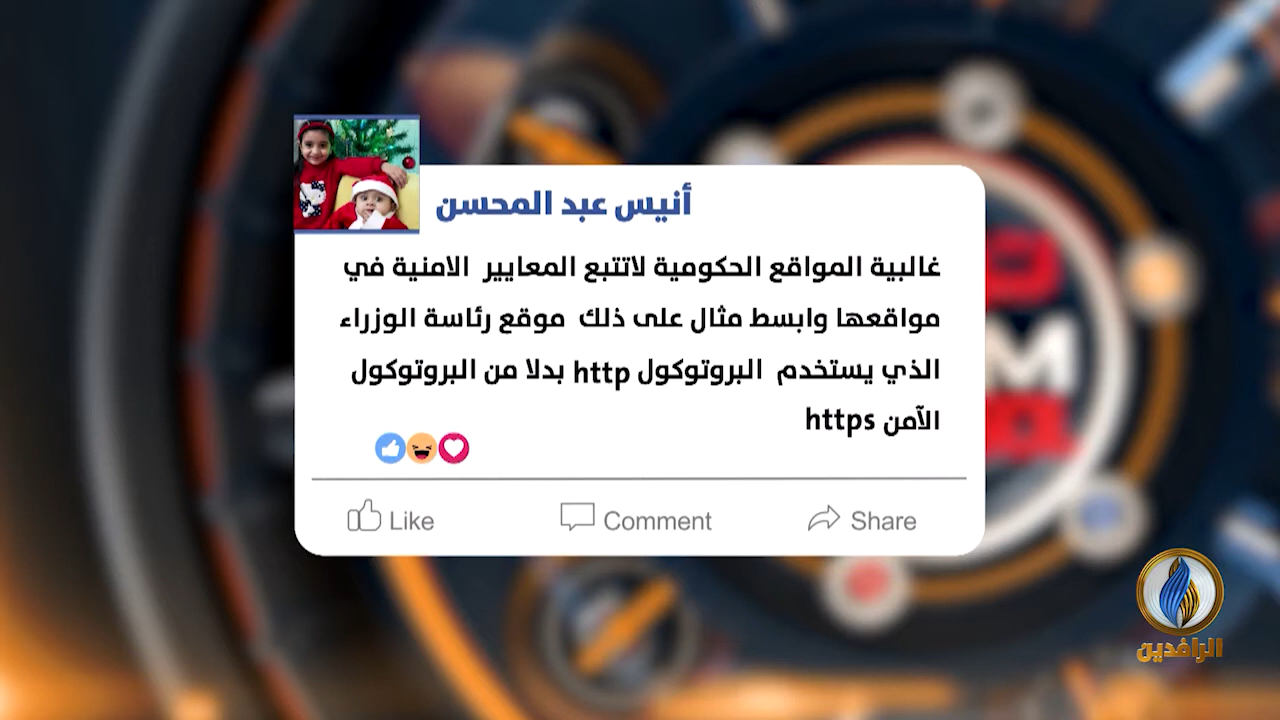 أنيس عبد المحسن
غالبية المواقع الحكومية لاتتبع المعايير الامنية في
مواقعها وابسط مثال على ذلك موقع رئاسة الوزراء
الذي يستخدم البروتوكول http بدلا من البروتوكول
الآمن https
Like
Comment
Share
الرافدين